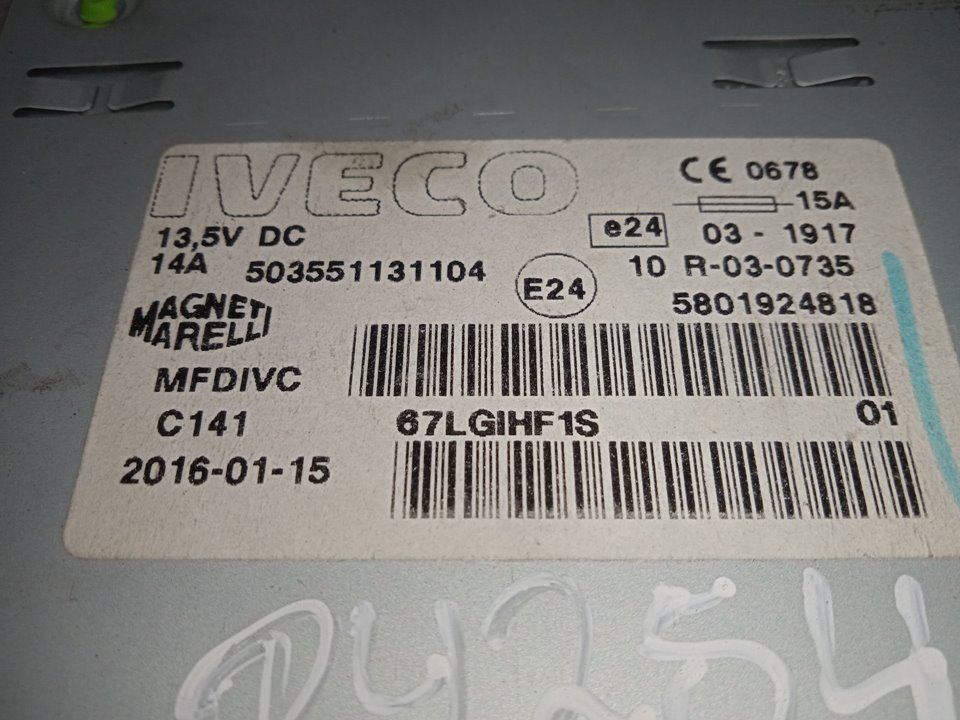 IVECO
CE 0678
15A
13,5V DC
e24 03 - 1917
14A 503551131104
E24 10 R-03-0735
5801924818
MAGNETI
MARELLI
MFDIVC
C141 67LGIHF1S 01
2016-01-15
04254